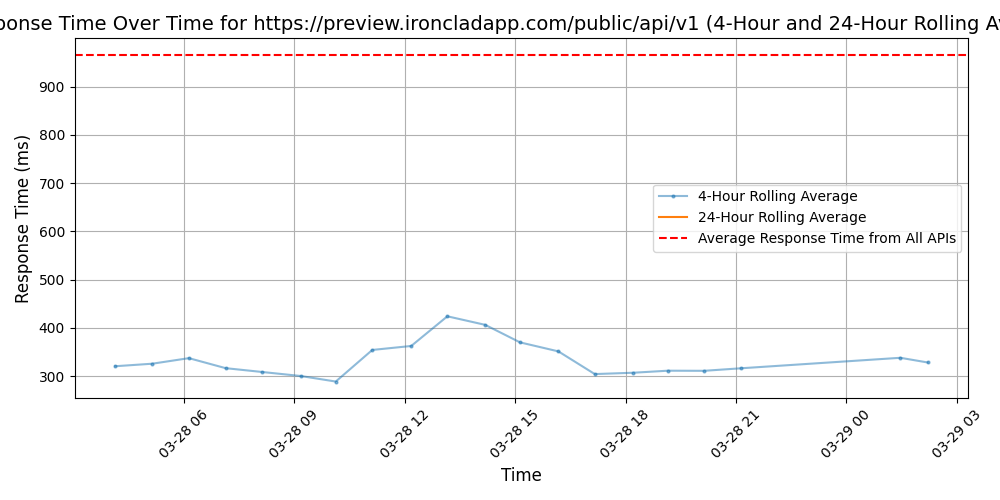 ponse Time Over Time for https://preview.ironcladapp.com/public/api/v1 (4-Hour and 24-Hour Rolling Av
Response Time (ms)
900
800
700
600
500
400
300
4-Hour Rolling Average
24-Hour Rolling Average
Average Response Time from All APIs
03-28 06
03-28 09
03-28 12
03-28 15
03-28 18
03-28 21
03-29 00
03-29 03
Time